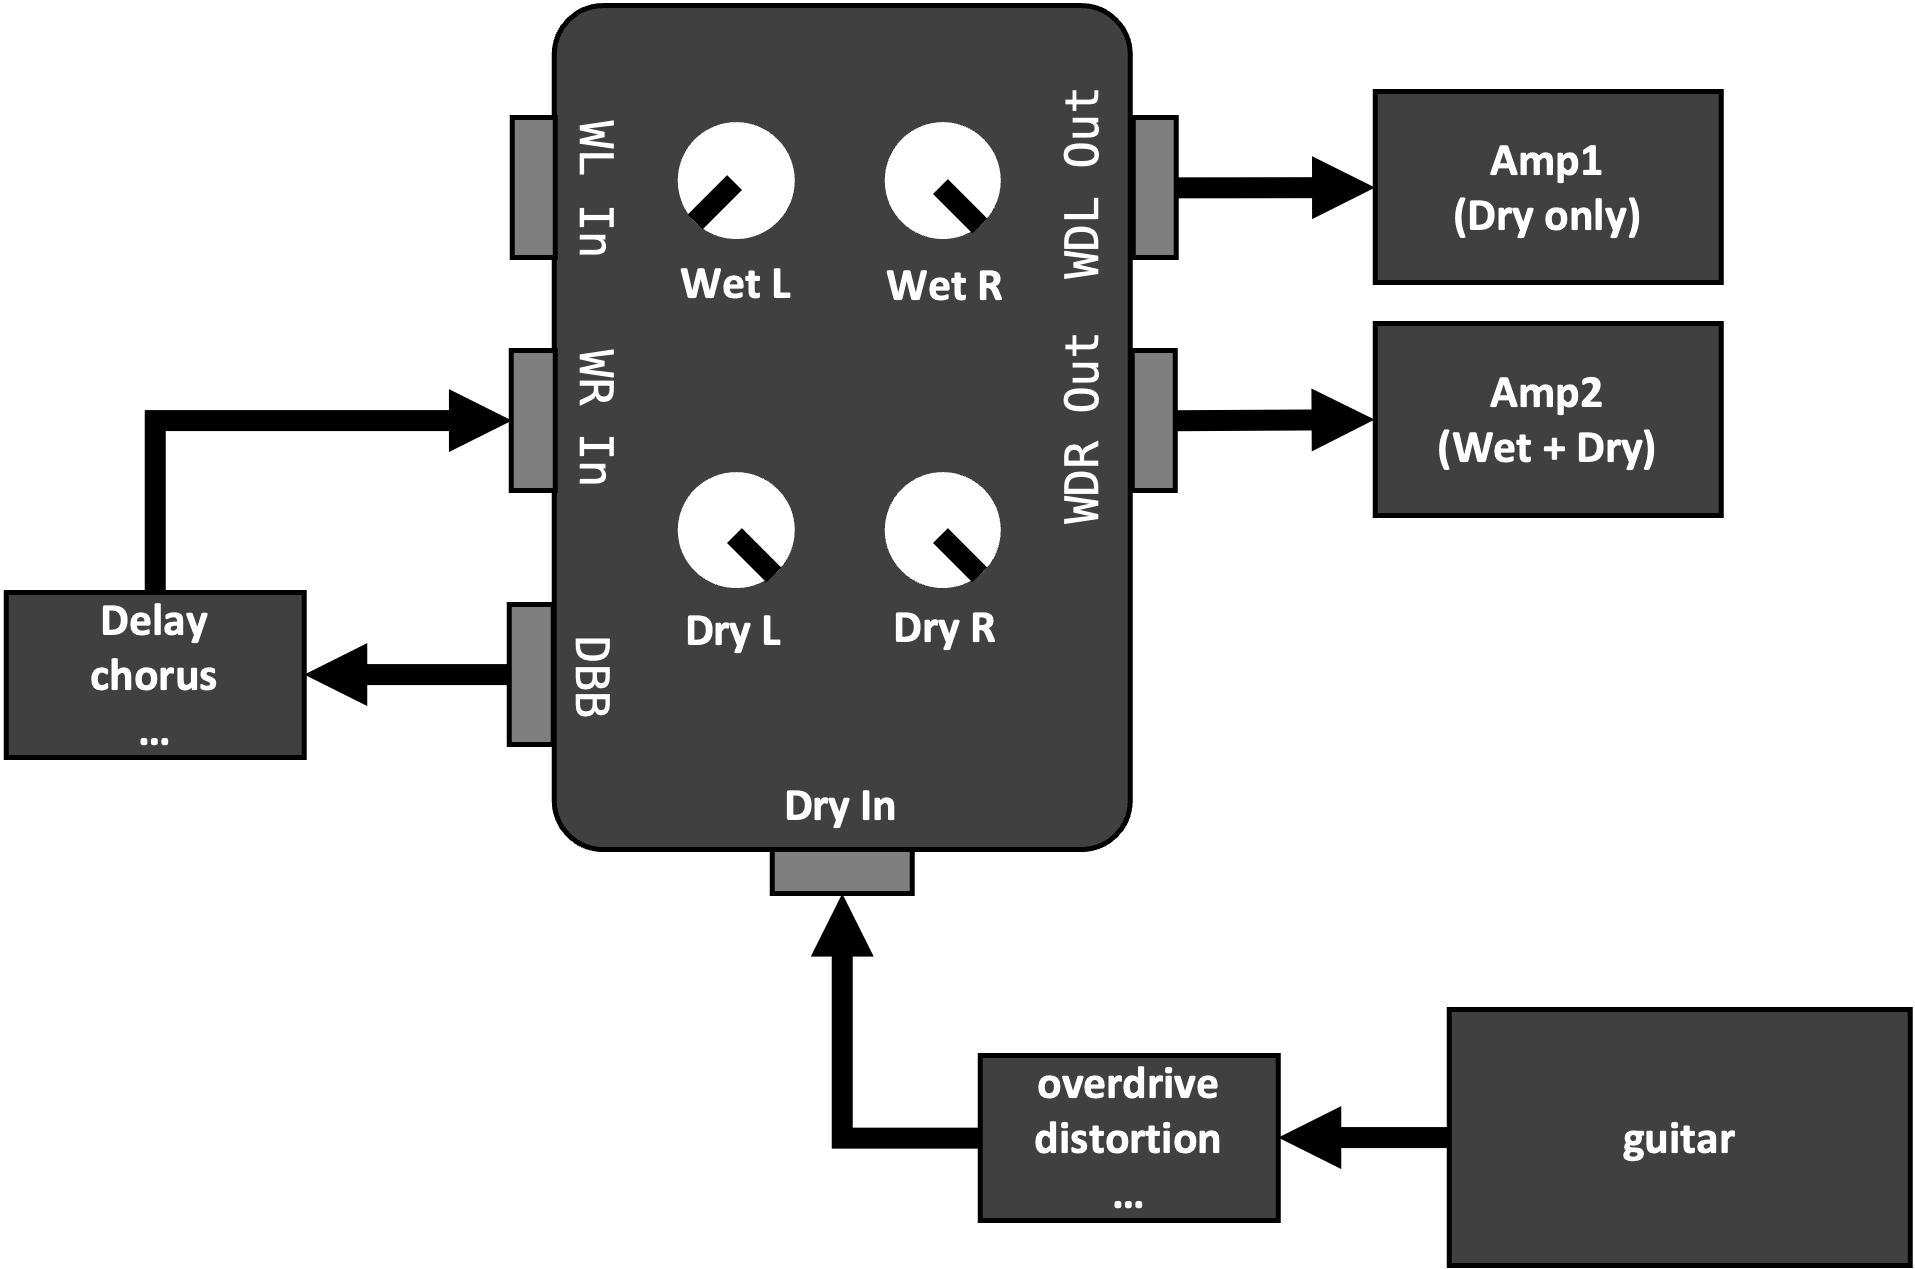 WL In
Wet L
Wet R
WDL Out
Amp1
(Dry only)
WR In
WDR Out
Amp2
(Wet + Dry)
Delay
chorus
...
DBB
Dry L
Dry R
Dry In
overdrive
distortion
...
guitar